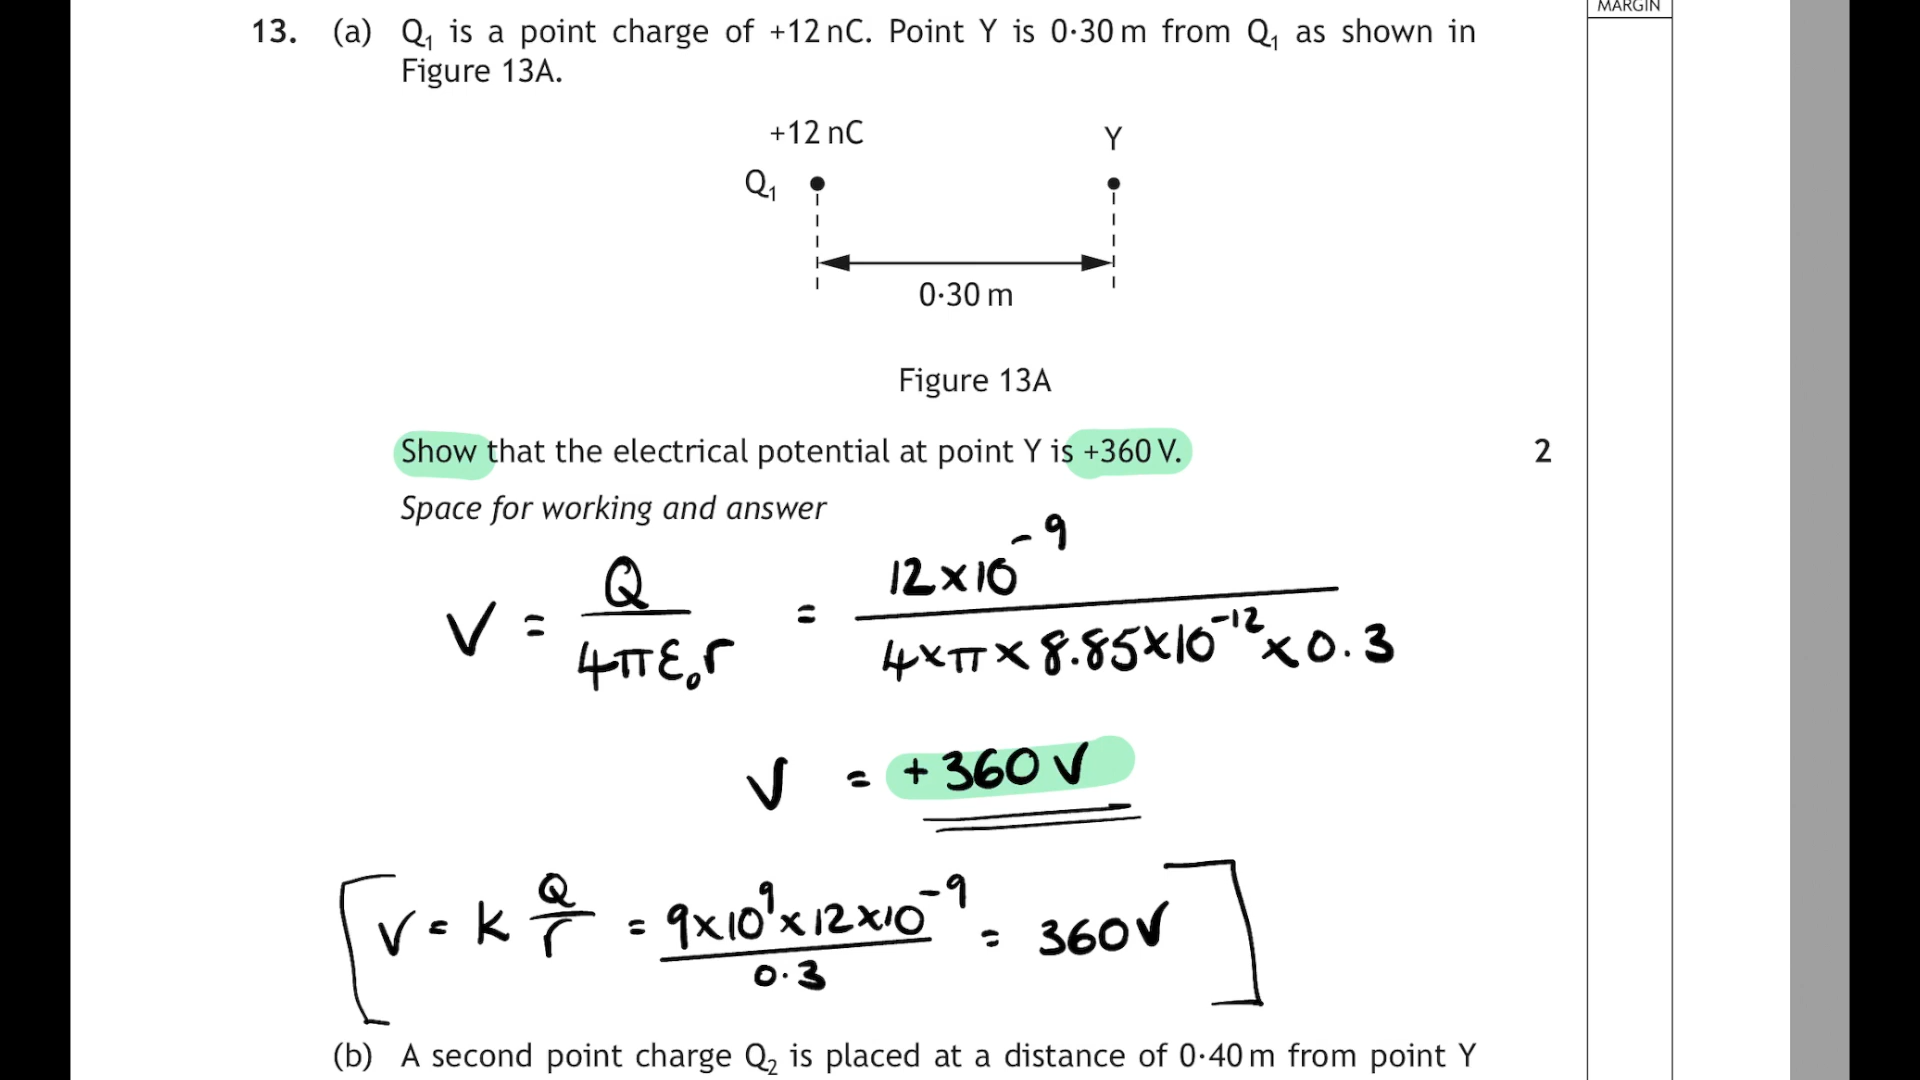 MARGIN
13. (a) Q₁ is a point charge of +12 nC. Point Y is 0·30 m from Q₁ as shown in
Figure 13A.
+12 nC Y
Q₁
0·30 m
Figure 13A
Show that the electrical potential at point Y is +360 V. 2
Space for working and answer
V = Q/(4πε₀r) = 12×10⁻⁹/(4×π×8.85×10⁻¹²×0.3)
V = +360 V
[V = k Q/r = 9×10⁹×12×10⁻⁹/0.3 = 360V]
(b) A second point charge Q₂ is placed at a distance of 0·40 m from point Y